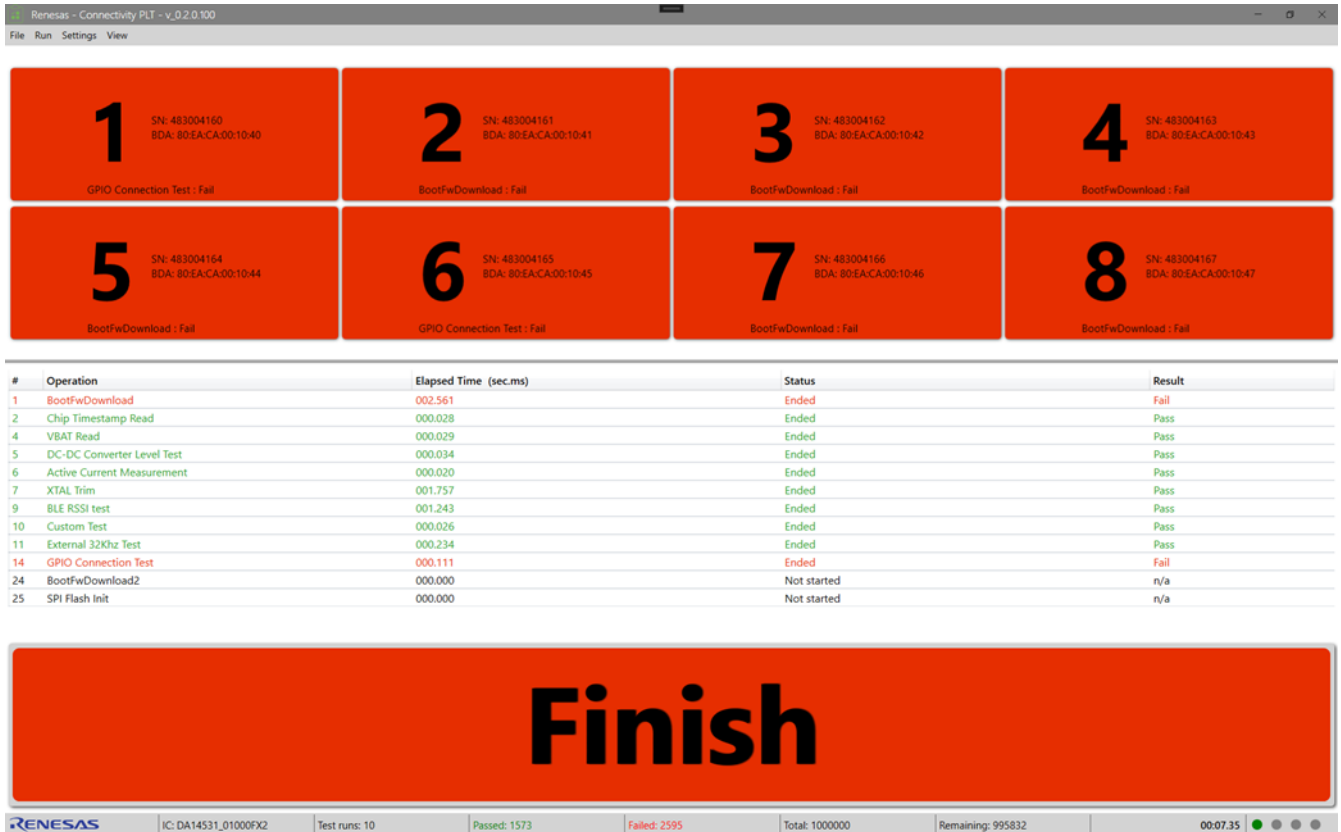 Renesas - Connectivity PLT - v_0.2.0.100
File Run Settings View
1 SN: 483004160
BDA: 80:EA:CA:00:10:40
GPIO Connection Test : Fail
2 SN: 483004161
BDA: 80:EA:CA:00:10:41
BootFwDownload : Fail
3 SN: 483004162
BDA: 80:EA:CA:00:10:42
BootFwDownload : Fail
4 SN: 483004163
BDA: 80:EA:CA:00:10:43
BootFwDownload : Fail
5 SN: 483004164
BDA: 80:EA:CA:00:10:44
BootFwDownload : Fail
6 SN: 483004165
BDA: 80:EA:CA:00:10:45
GPIO Connection Test : Fail
7 SN: 483004166
BDA: 80:EA:CA:00:10:46
BootFwDownload : Fail
8 SN: 483004167
BDA: 80:EA:CA:00:10:47
BootFwDownload : Fail
# Operation Elapsed Time (sec.ms) Status Result
1 BootFwDownload 002.561 Ended Fail
2 Chip Timestamp Read 000.028 Ended Pass
4 VBAT Read 000.029 Ended Pass
5 DC-DC Converter Level Test 000.034 Ended Pass
6 Active Current Measurement 000.020 Ended Pass
7 XTAL Trim 001.757 Ended Pass
9 BLE RSSI test 001.243 Ended Pass
10 Custom Test 000.026 Ended Pass
11 External 32Khz Test 000.234 Ended Pass
14 GPIO Connection Test 000.111 Ended Fail
24 BootFwDownload2 000.000 Not started n/a
25 SPI Flash Init 000.000 Not started n/a
Finish
RENESAS IC: DA14531_01000FX2 Test runs: 10 Passed: 1573 Failed: 2595 Total: 1000000 Remaining: 995832 00:07.35